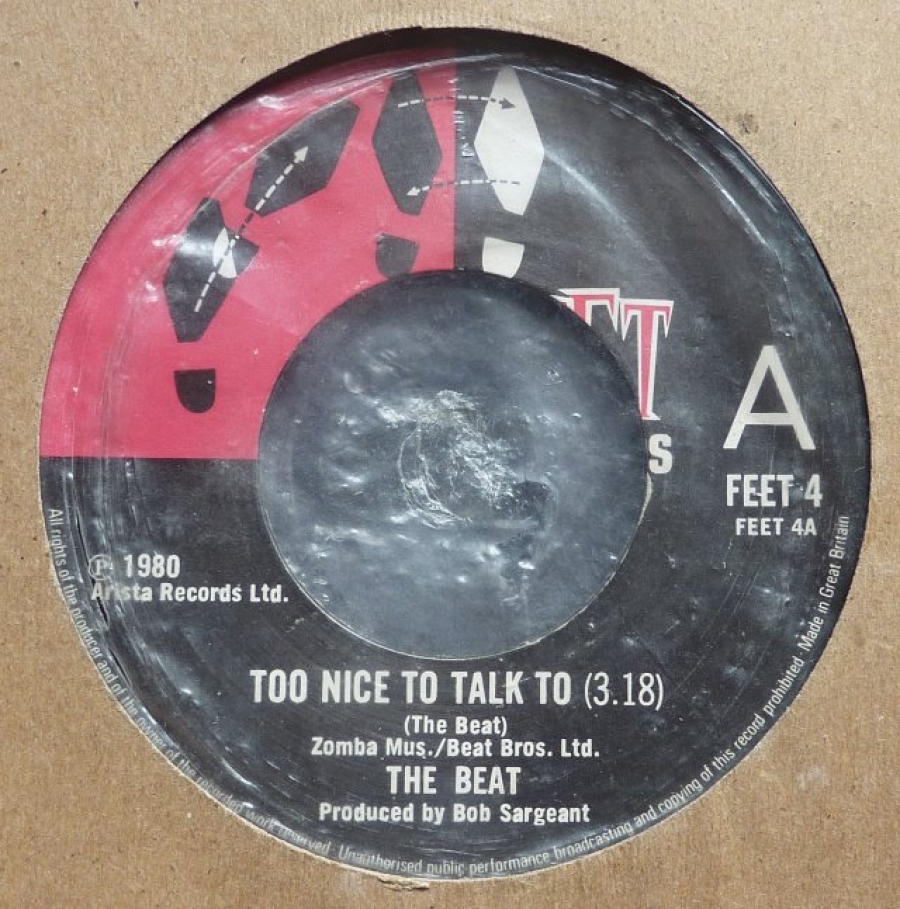 ET
S
A
FEET 4
FEET 4A
℗ 1980
Arista Records Ltd.
TOO NICE TO TALK TO (3.18)
(The Beat)
Zomba Mus./Beat Bros. Ltd.
THE BEAT
Produced by Bob Sargeant
All rights of the producer and of the owner of the recorded work reserved. Unauthorised public performance broadcasting and copying of this record prohibited · Made in Great Britain